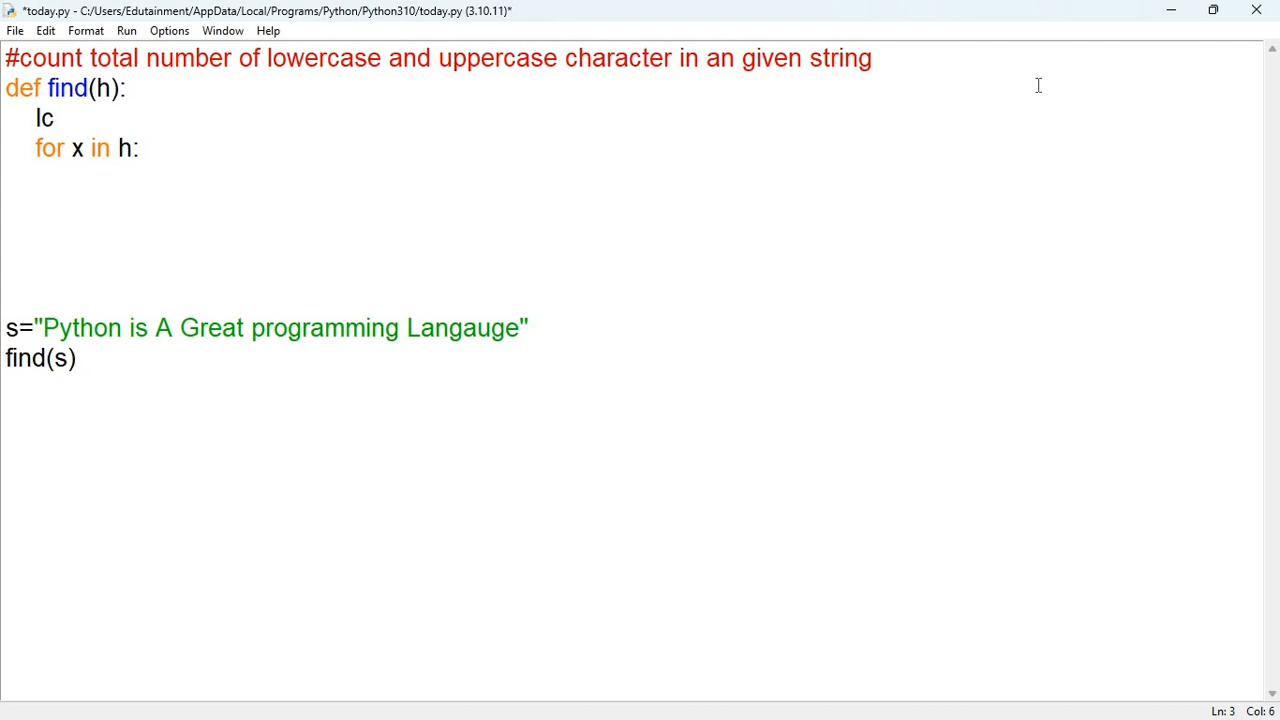 *today.py - C:/Users/Edutainment/AppData/Local/Programs/Python/Python310/today.py (3.10.11)*
File Edit Format Run Options Window Help
#count total number of lowercase and uppercase character in an given string
def find(h):
    lc
    for x in h:
s="Python is A Great programming Langauge"
find(s)
Ln: 3 Col: 6